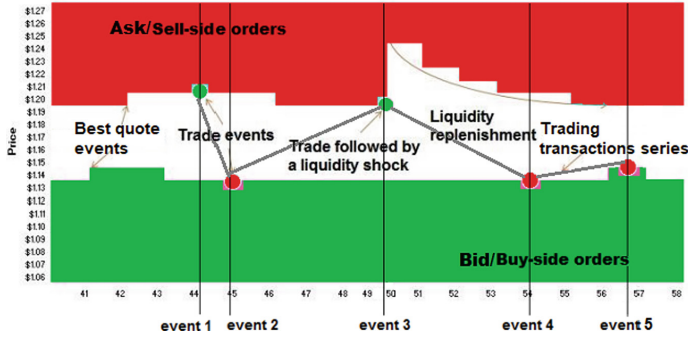 $1.27
$1.26
Ask/Sell-side orders
$1.25
$1.24
$1.23
$1.21
$1.21
$1.20
$1.19
$1.18
$1.17
$1.16
$1.15
$1.14
$1.13
$1.11
$1.11
$1.10
$1.09
$1.08
$1.07
$1.06
Price
Best quote
events
Trade events
Trade followed by
a liquidity shock
Liquidity
replenishment
Trading
transactions series
Bid/Buy-side orders
41 42 43 44 45 46 47 48 49 50 51 52 53 54 55 56 57 58
event 1 event 2 event 3 event 4 event 5